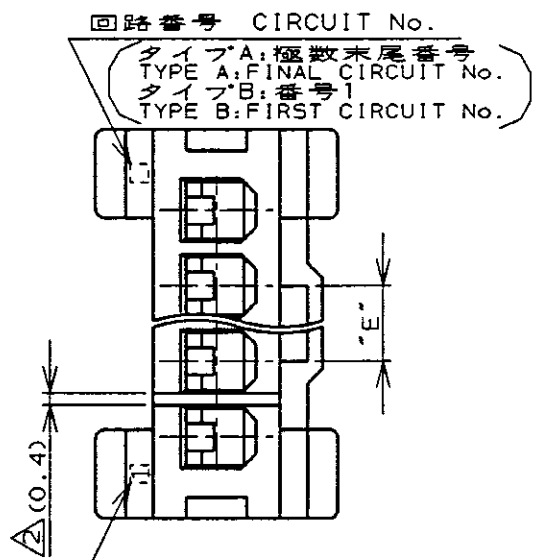 回路番号 CIRCUIT No.
タイプA:極数末尾番号
TYPE A:FINAL CIRCUIT No.
タイプB:番号1
TYPE B:FIRST CIRCUIT No.
"E"
2 (0.4)
1